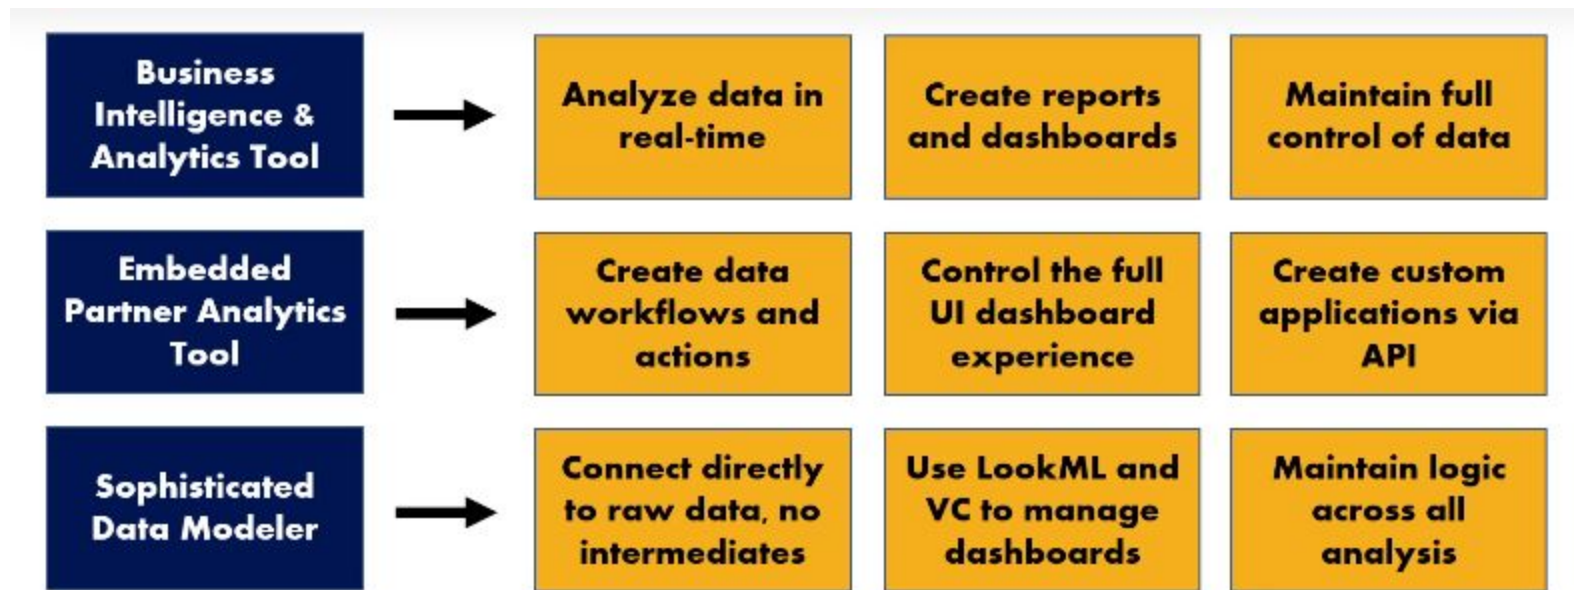 Business
Intelligence &
Analytics Tool
Analyze data in
real-time
Create reports
and dashboards
Maintain full
control of data
Embedded
Partner Analytics
Tool
Create data
workflows and
actions
Control the full
UI dashboard
experience
Create custom
applications via
API
Sophisticated
Data Modeler
Connect directly
to raw data, no
intermediates
Use LookML and
VC to manage
dashboards
Maintain logic
across all
analysis